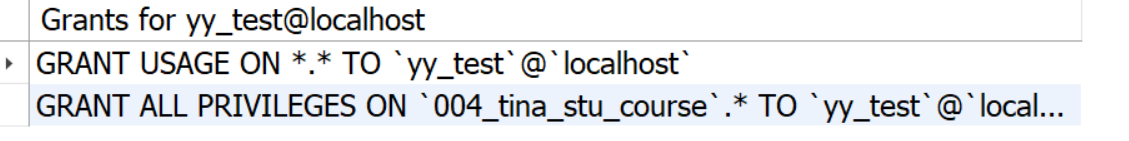 Grants for yy_test@localhost
GRANT USAGE ON *.* TO `yy_test`@`localhost`
GRANT ALL PRIVILEGES ON `004_tina_stu_course`.* TO `yy_test`@`local...